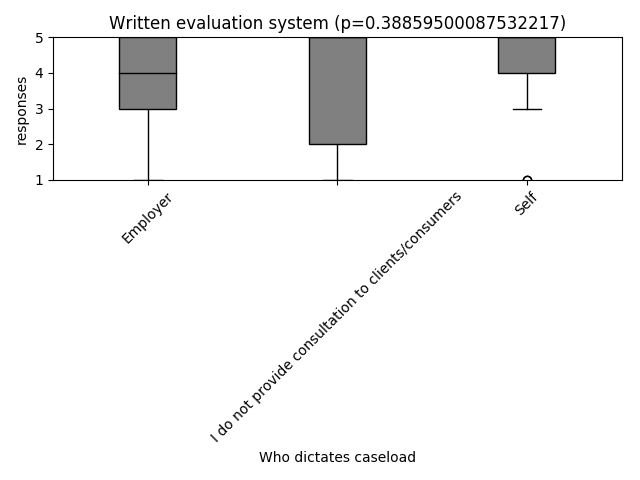 Written evaluation system (p=0.38859500087532217)
responses
5
4
3
2
1
Employer
I do not provide consultation to clients/consumers
Self
Who dictates caseload